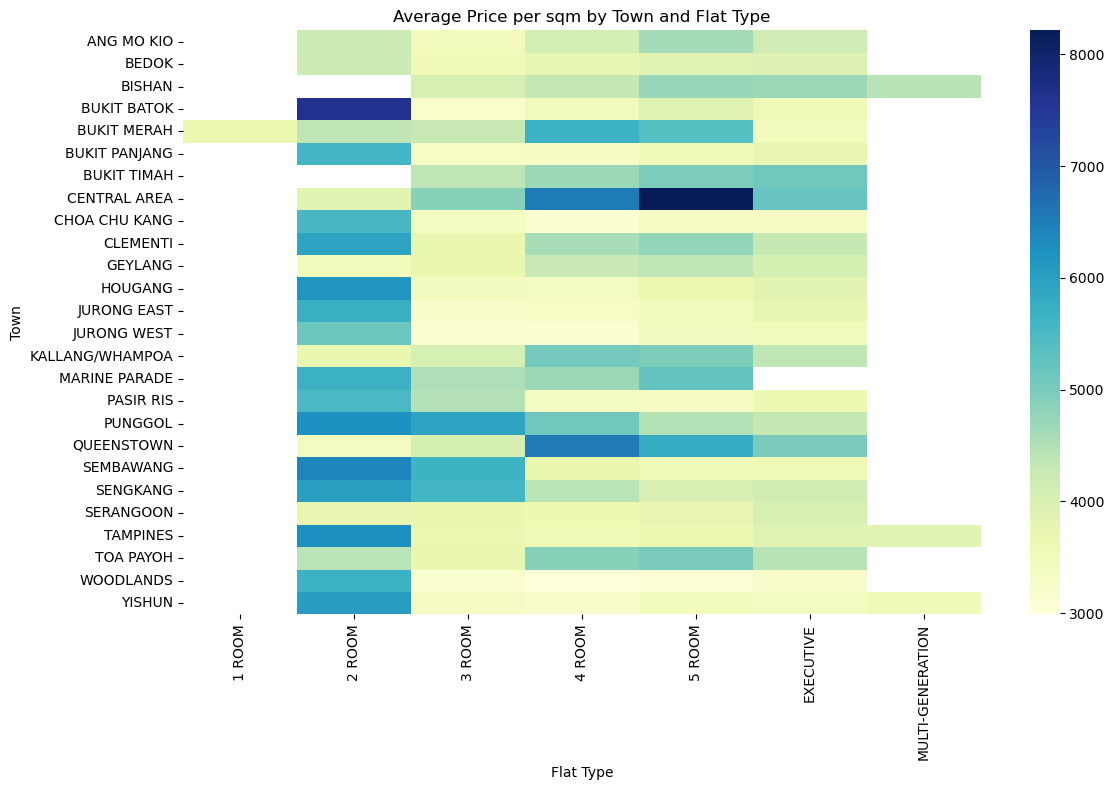 Average Price per sqm by Town and Flat Type
Town
ANG MO KIO
BEDOK
BISHAN
BUKIT BATOK
BUKIT MERAH
BUKIT PANJANG
BUKIT TIMAH
CENTRAL AREA
CHOA CHU KANG
CLEMENTI
GEYLANG
HOUGANG
JURONG EAST
JURONG WEST
KALLANG/WHAMPOA
MARINE PARADE
PASIR RIS
PUNGGOL
QUEENSTOWN
SEMBAWANG
SENGKANG
SERANGOON
TAMPINES
TOA PAYOH
WOODLANDS
YISHUN
1 ROOM
2 ROOM
3 ROOM
4 ROOM
5 ROOM
EXECUTIVE
MULTI-GENERATION
Flat Type
8000
7000
6000
5000
4000
3000